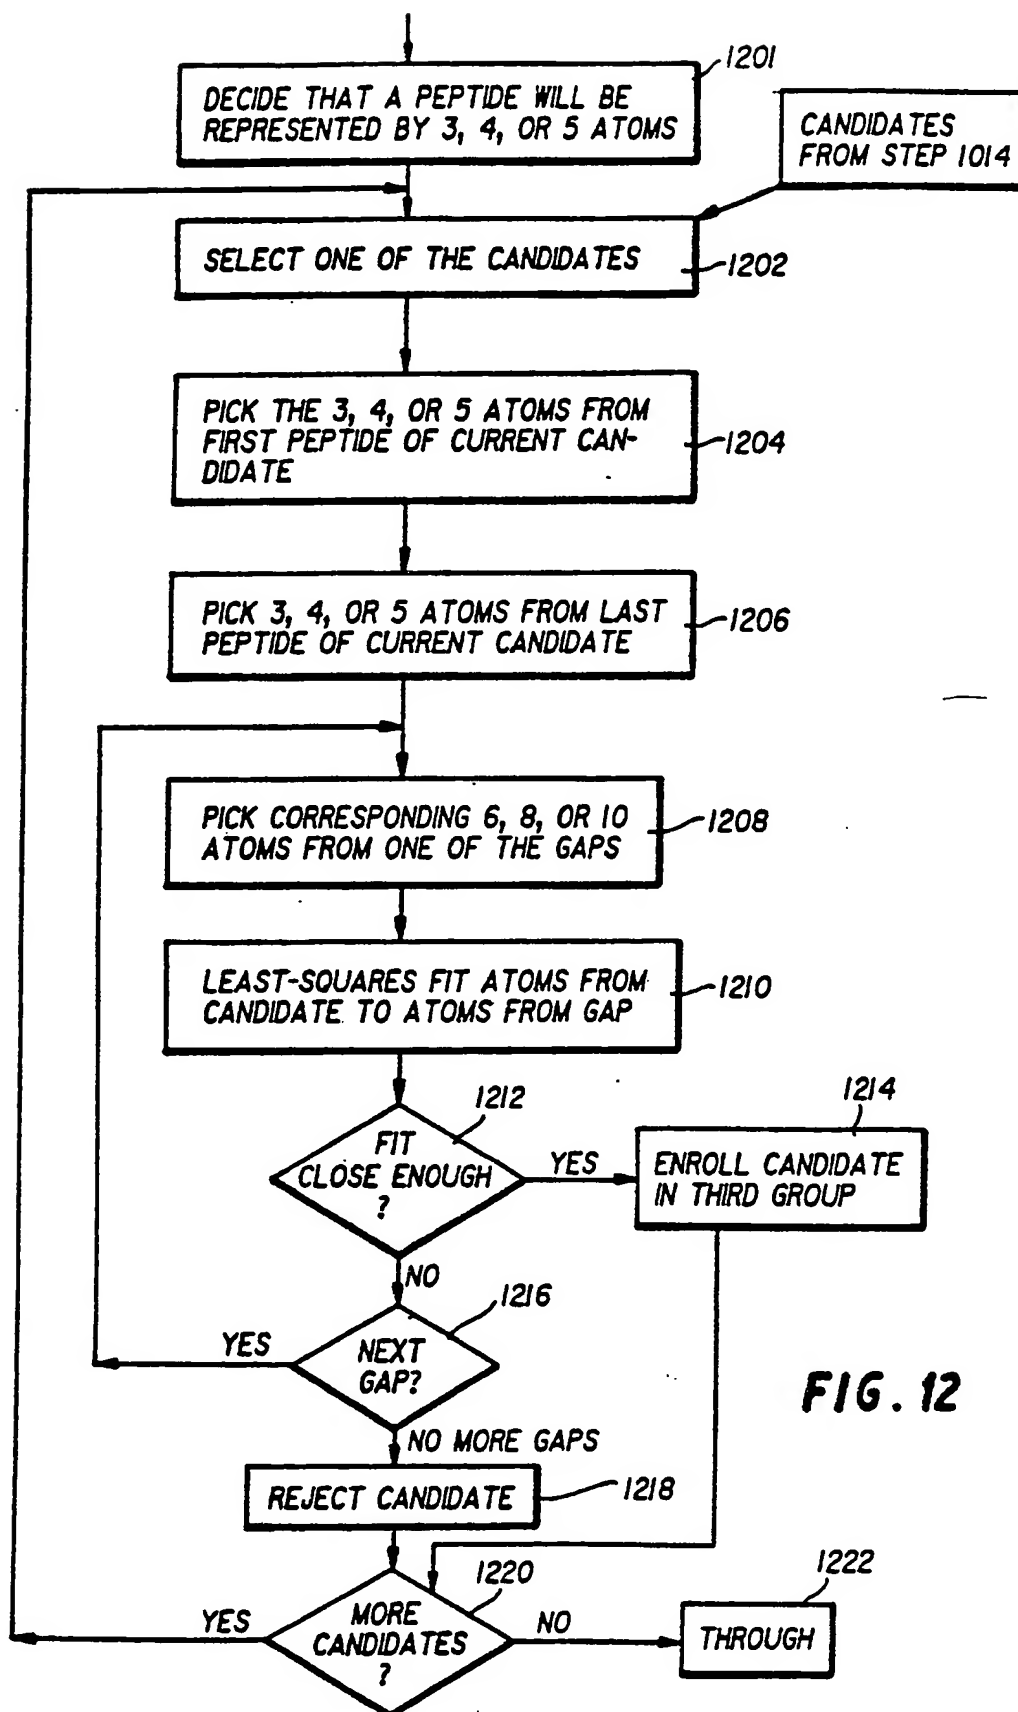 1201
DECIDE THAT A PEPTIDE WILL BE
REPRESENTED BY 3, 4, OR 5 ATOMS
CANDIDATES
FROM STEP 1014
SELECT ONE OF THE CANDIDATES
1202
PICK THE 3, 4, OR 5 ATOMS FROM
FIRST PEPTIDE OF CURRENT CAN-
DIDATE
1204
PICK 3, 4, OR 5 ATOMS FROM LAST
PEPTIDE OF CURRENT CANDIDATE
1206
PICK CORRESPONDING 6, 8, OR 10
ATOMS FROM ONE OF THE GAPS
1208
LEAST-SQUARES FIT ATOMS FROM
CANDIDATE TO ATOMS FROM GAP
1210
1212
FIT
CLOSE ENOUGH
?
YES
1214
ENROLL CANDIDATE
IN THIRD GROUP
NO
1216
NEXT
GAP?
YES
NO MORE GAPS
FIG. 12
REJECT CANDIDATE
1218
1220
MORE
CANDIDATES
?
YES
NO
1222
THROUGH